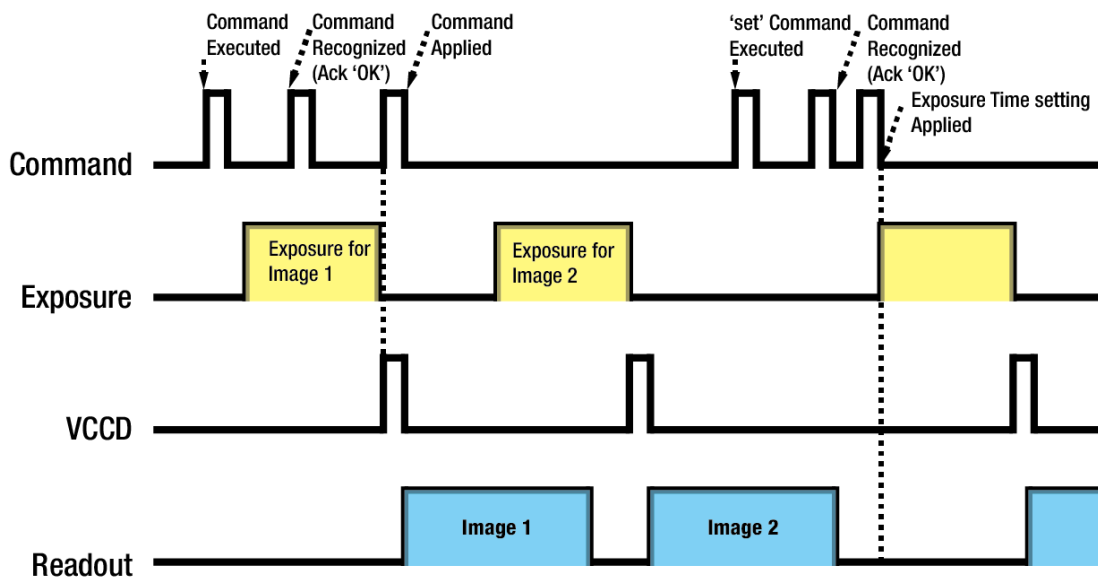 Command
Executed
Command
Recognized
(Ack ‘OK’)
Command
Applied
‘set’ Command
Executed
Command
Recognized
(Ack ‘OK’)
Exposure Time setting
Applied
Command
Exposure for
Image 1
Exposure for
Image 2
Exposure
VCCD
Image 1
Image 2
Readout